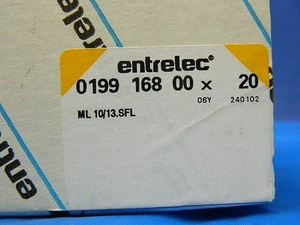 entrelec
entrelec®
0199 168 00 x 20
06Y 240102
ML 10/13.SFL
entrelec